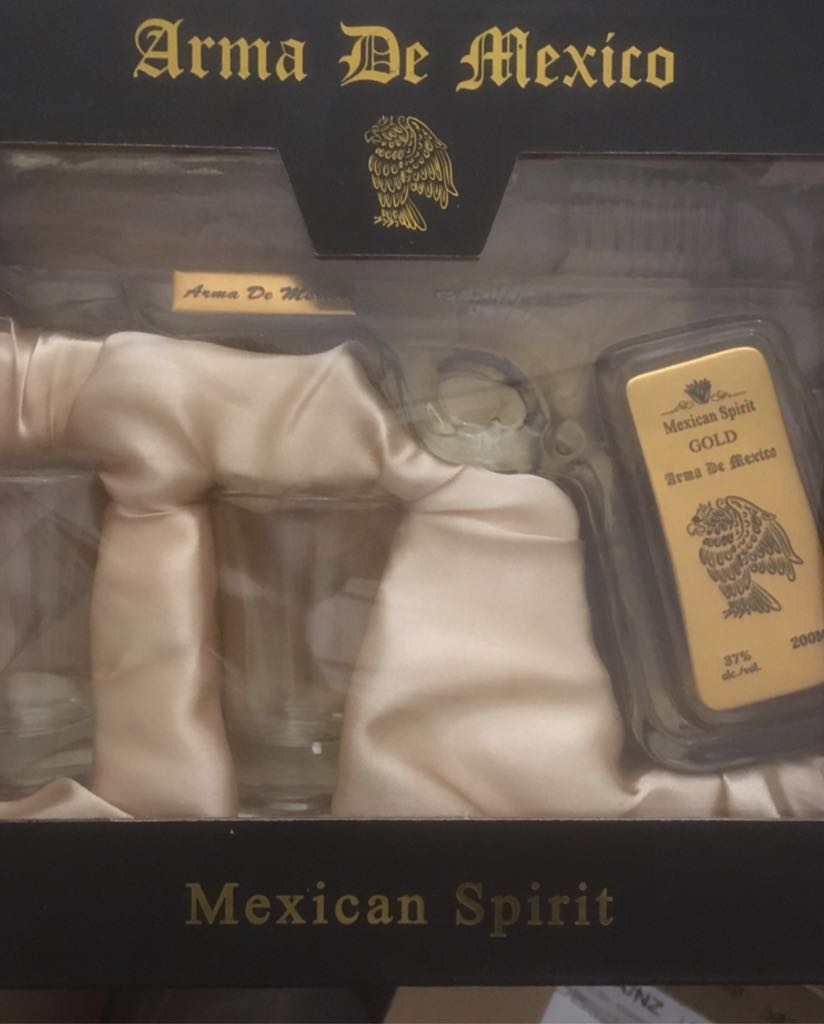 Arma De Mexico
Arma De
Mexican Spirit
GOLD
Arma De Mexico
37%
alc./vol.
Mexican Spirit